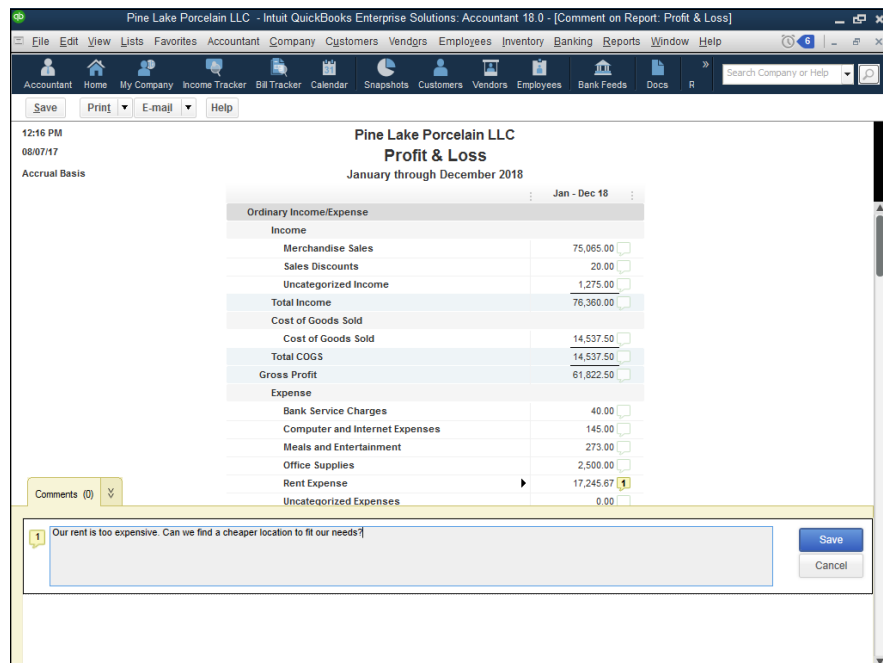 Pine Lake Porcelain LLC - Intuit QuickBooks Enterprise Solutions: Accountant 18.0 - [Comment on Report: Profit & Loss]
File Edit View Lists Favorites Accountant Company Customers Vendors Employees Inventory Banking Reports Window Help 6
Accountant Home My Company Income Tracker Bill Tracker Calendar Snapshots Customers Vendors Employees Bank Feeds Docs R » Search Company or Help
Save Print E-mail Help
12:16 PM Pine Lake Porcelain LLC
08/07/17 Profit & Loss
Accrual Basis January through December 2018
Jan - Dec 18
Ordinary Income/Expense
Income
Merchandise Sales 75,065.00
Sales Discounts 20.00
Uncategorized Income 1,275.00
Total Income 76,360.00
Cost of Goods Sold
Cost of Goods Sold 14,537.50
Total COGS 14,537.50
Gross Profit 61,822.50
Expense
Bank Service Charges 40.00
Computer and Internet Expenses 145.00
Meals and Entertainment 273.00
Office Supplies 2,500.00
Rent Expense 17,245.67 1
Uncategorized Expenses 0.00
Comments (0)
1 Our rent is too expensive. Can we find a cheaper location to fit our needs?
Save
Cancel